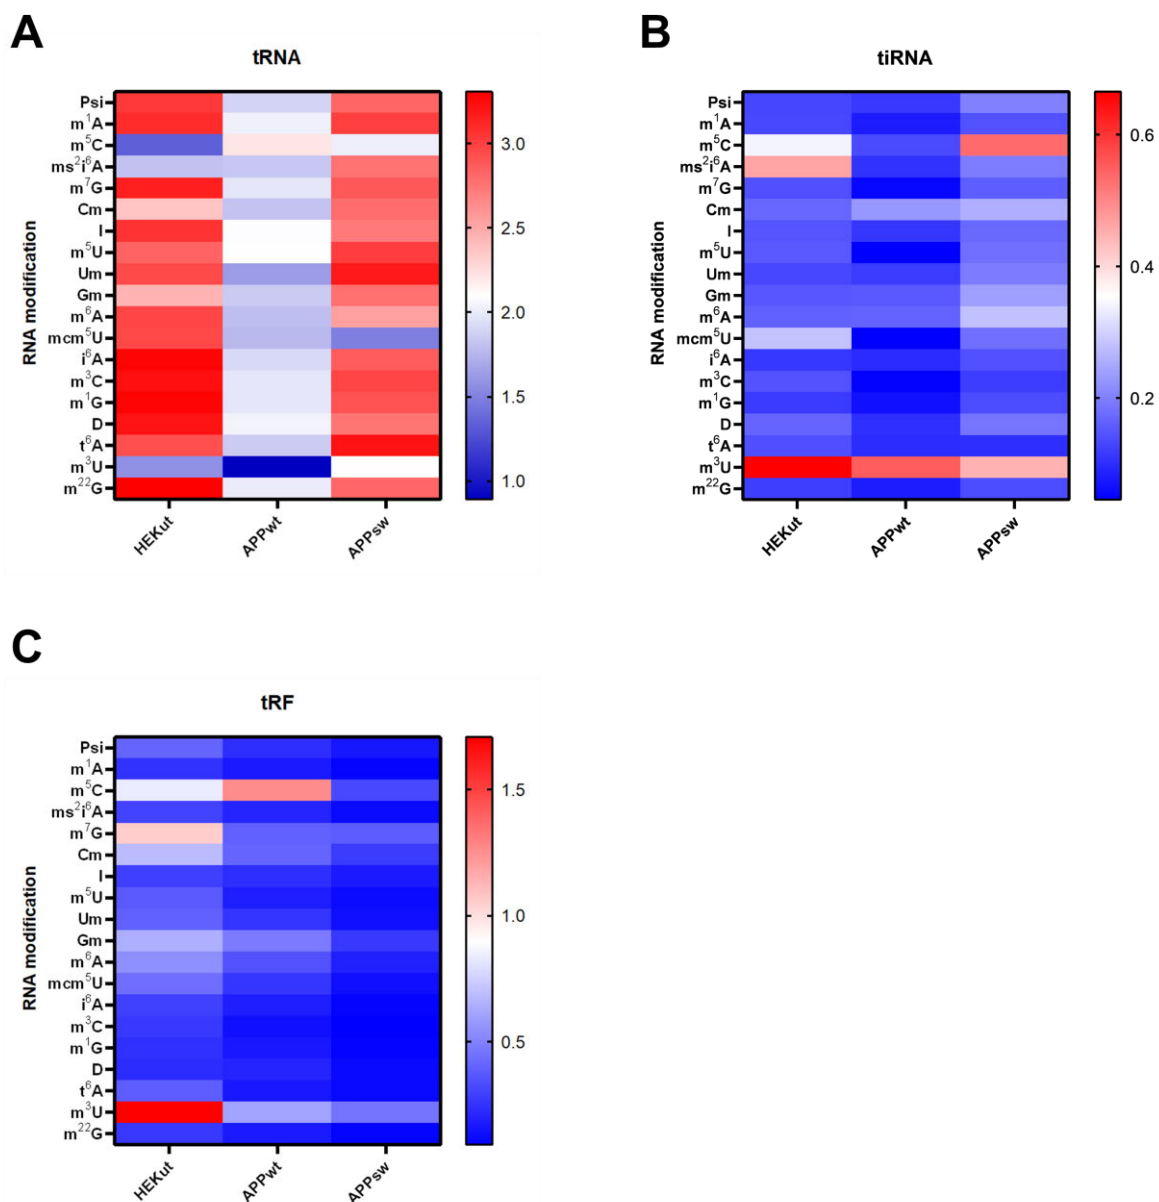 A
tRNA
RNA modification
Psi
m¹A
m⁵C
ms²i⁶A
m⁷G
Cm
I
m⁵U
Um
Gm
m⁶A
mcm⁵U
i⁶A
m³C
m¹G
D
t⁶A
m³U
m²²G
HEKut
APPwt
APPsw
3.0
2.5
2.0
1.5
1.0
B
tiRNA
RNA modification
Psi
m¹A
m⁵C
ms²i⁶A
m⁷G
Cm
I
m⁵U
Um
Gm
m⁶A
mcm⁵U
i⁶A
m³C
m¹G
D
t⁶A
m³U
m²²G
HEKut
APPwt
APPsw
0.6
0.4
0.2
C
tRF
RNA modification
Psi
m¹A
m⁵C
ms²i⁶A
m⁷G
Cm
I
m⁵U
Um
Gm
m⁶A
mcm⁵U
i⁶A
m³C
m¹G
D
t⁶A
m³U
m²²G
HEKut
APPwt
APPsw
1.5
1.0
0.5